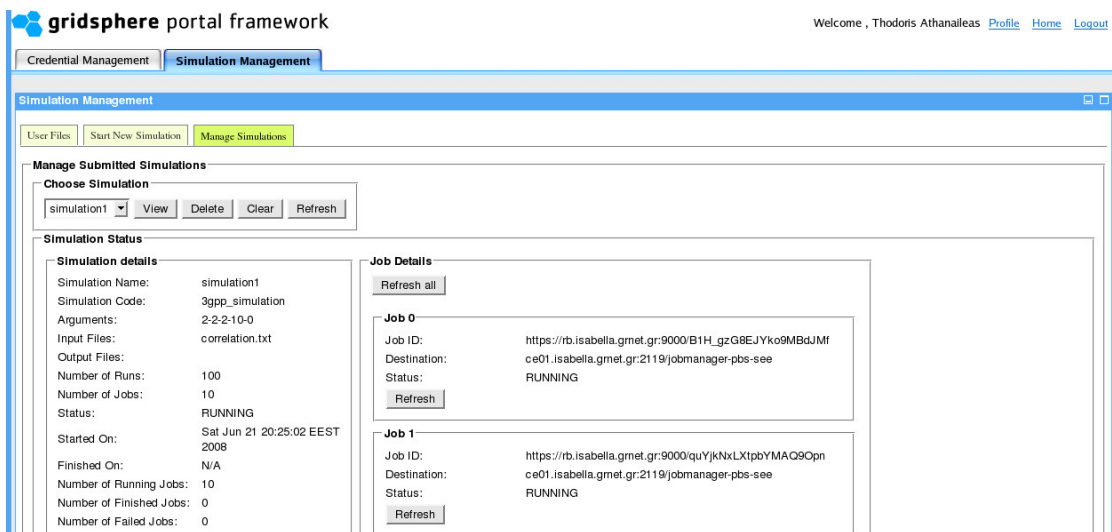 gridsphere portal framework
Welcome , Thodoris Athanaileas Profile Home Logout
Credential Management Simulation Management
Simulation Management
User Files Start New Simulation Manage Simulations
Manage Submitted Simulations
Choose Simulation
simulation1 View Delete Clear Refresh
Simulation Status
Simulation details
Simulation Name: simulation1
Simulation Code: 3gpp_simulation
Arguments: 2-2-2-10-0
Input Files: correlation.txt
Output Files:
Number of Runs: 100
Number of Jobs: 10
Status: RUNNING
Started On: Sat Jun 21 20:25:02 EEST
2008
Finished On: N/A
Number of Running Jobs: 10
Number of Finished Jobs: 0
Number of Failed Jobs: 0
Job Details
Refresh all
Job 0
Job ID: https://rb.isabella.grnet.gr:9000/B1H_gzG8EJYko9MBdJMf
Destination: ce01.isabella.grnet.gr:2119/jobmanager-pbs-see
Status: RUNNING
Refresh
Job 1
Job ID: https://rb.isabella.grnet.gr:9000/quYjkNxLXtpbYMAQ9Opn
Destination: ce01.isabella.grnet.gr:2119/jobmanager-pbs-see
Status: RUNNING
Refresh